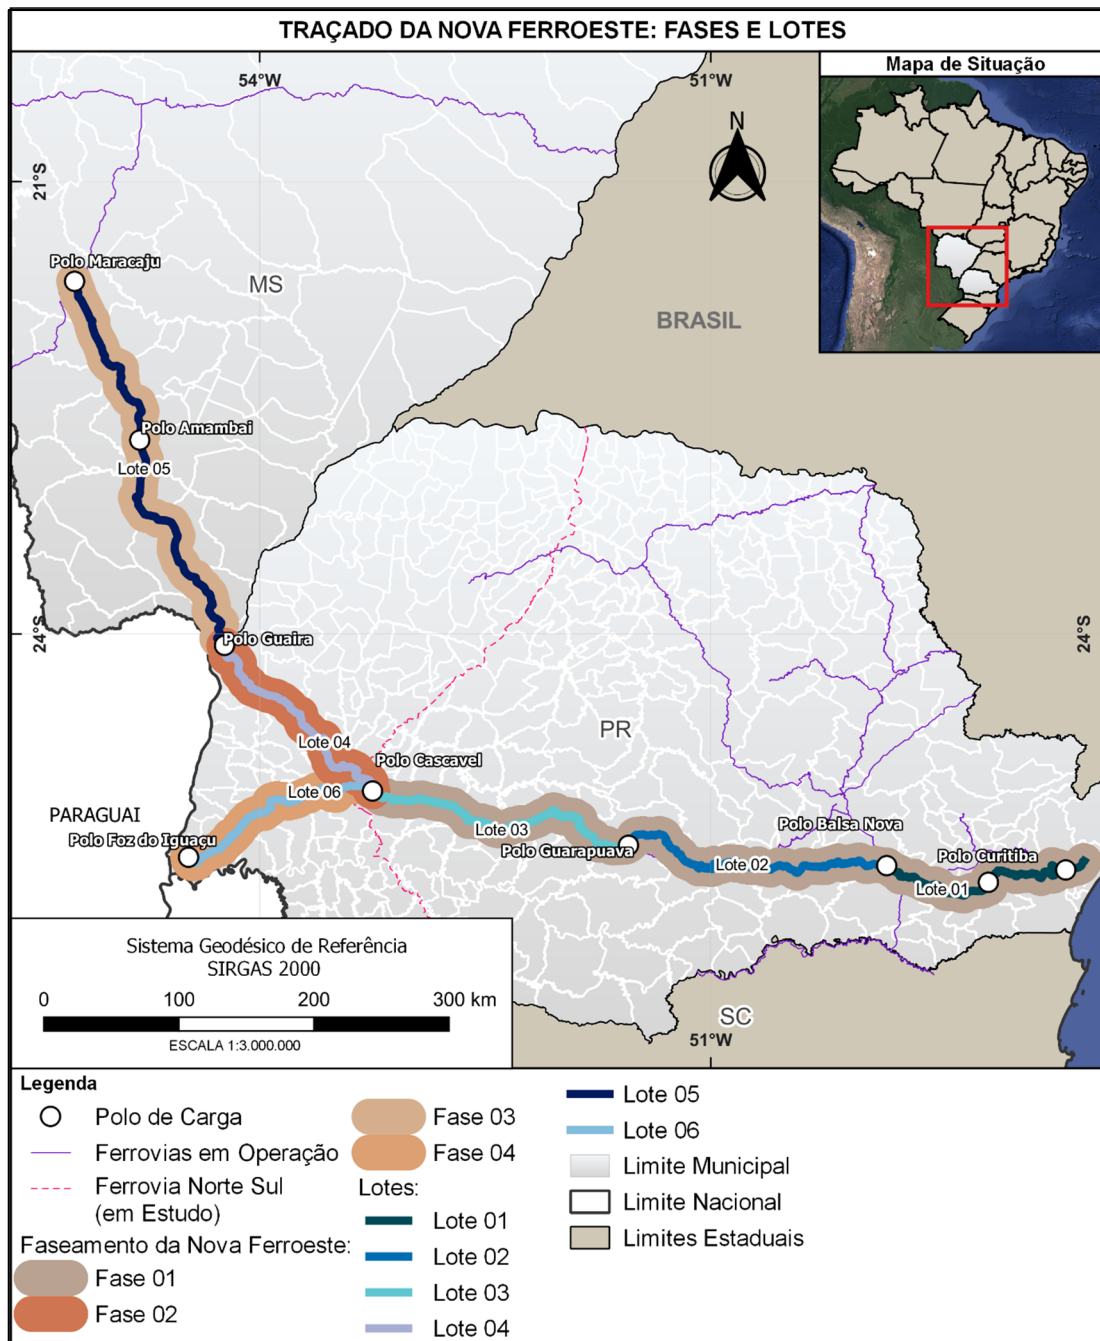 TRAÇADO DA NOVA FERROESTE: FASES E LOTES
54°W
51°W
Mapa de Situação
N
21°S
Polo Maracaju
MS
BRASIL
Polo Amambai
Lote 05
24°S
24°S
Polo Guaíra
PR
Lote 04
Polo Cascavel
Lote 06
PARAGUAI
Lote 03
Polo Balsa Nova
Polo Foz do Iguaçu
Polo Guarapuava
Lote 02
Polo Curitiba
Lote 01
Sistema Geodésico de Referência
SIRGAS 2000
0 100 200 300 km
ESCALA 1:3.000.000
SC
51°W
Legenda
Polo de Carga
Ferrovias em Operação
Ferrovia Norte Sul
(em Estudo)
Faseamento da Nova Ferroeste:
Fase 01
Fase 02
Fase 03
Fase 04
Lotes:
Lote 01
Lote 02
Lote 03
Lote 04
Lote 05
Lote 06
Limite Municipal
Limite Nacional
Limites Estaduais